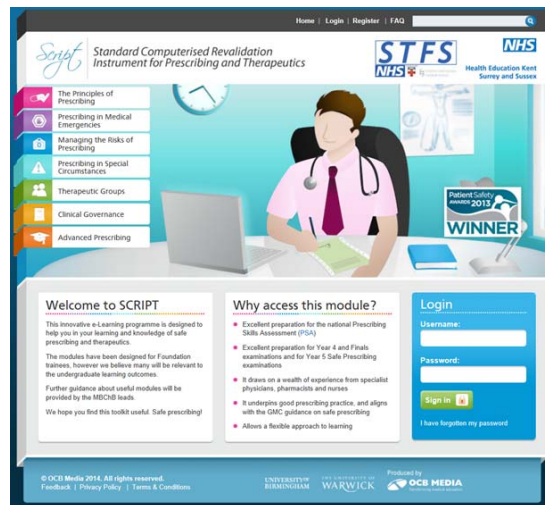 Home | Login | Register | FAQ
Script
Standard Computerised Revalidation
Instrument for Prescribing and Therapeutics
STFS
NHS
NHS
Health Education Kent
Surrey and Sussex
The Principles of
Prescribing
Prescribing in Medical
Emergencies
Managing the Risks of
Prescribing
Prescribing in Special
Circumstances
Therapeutic Groups
Clinical Governance
Advanced Prescribing
Patient Safety
AWARDS 2013
WINNER
Welcome to SCRIPT
This innovative e-Learning programme is designed to
help you in your learning and knowledge of safe
prescribing and therapeutics.
The modules have been designed for Foundation
trainees, however we believe many will be relevant to
the undergraduate learning outcomes.
Further guidance about useful modules will be
provided by the MBChB leads.
We hope you find this toolkit useful. Safe prescribing!
Why access this module?
Excellent preparation for the national Prescribing
Skills Assessment (PSA)
Excellent preparation for Year 4 and Finals
examinations and for Year 5 Safe Prescribing
examinations
It draws on a wealth of experience from specialist
physicians, pharmacists and nurses
It underpins good prescribing practice, and aligns
with the GMC guidance on safe prescribing
Allows a flexible approach to learning
Login
Username:
Password:
Sign in
I have forgotten my password
© OCB Media 2014. All rights reserved.
Feedback | Privacy Policy | Terms & Conditions
UNIVERSITY OF
BIRMINGHAM
THE UNIVERSITY OF
WARWICK
Produced by
OCB MEDIA